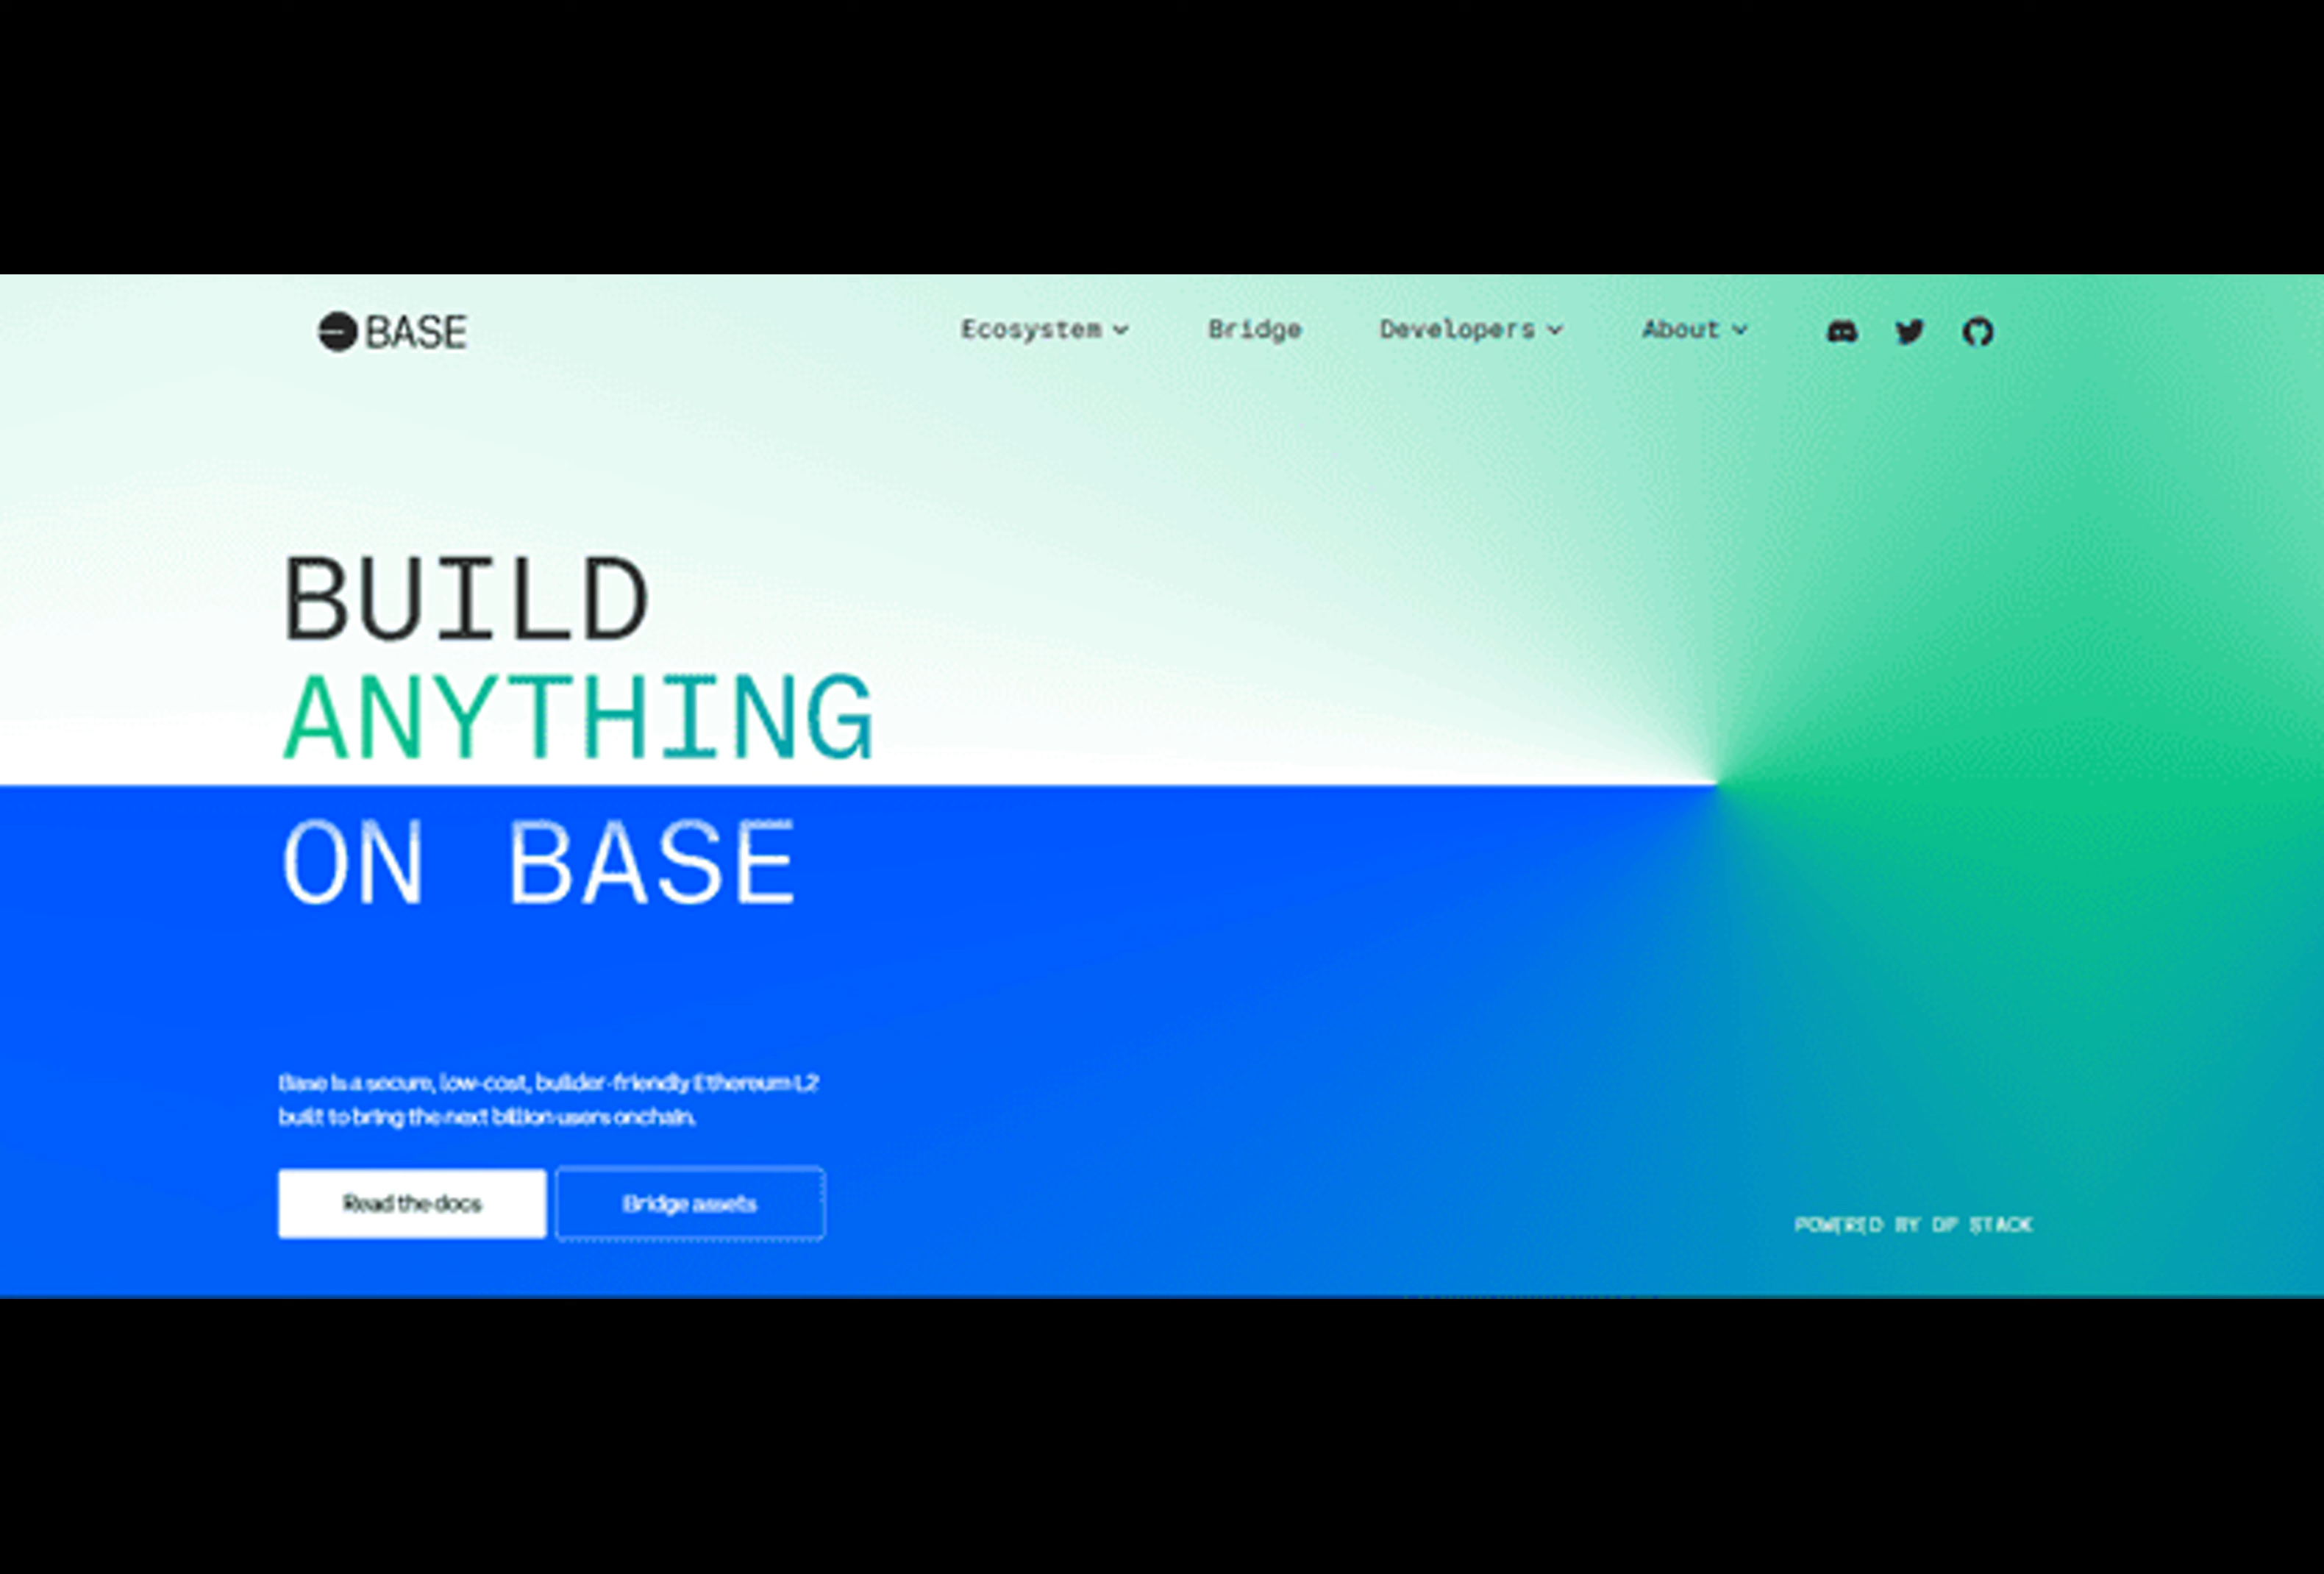 BASE
Ecosystem Bridge Developers About
BUILD
ANYTHING
ON BASE
Base is a secure, low-cost, builder-friendly Ethereum L2
built to bring the next billion users onchain.
Read the docs Bridge assets
POWERED BY OP STACK